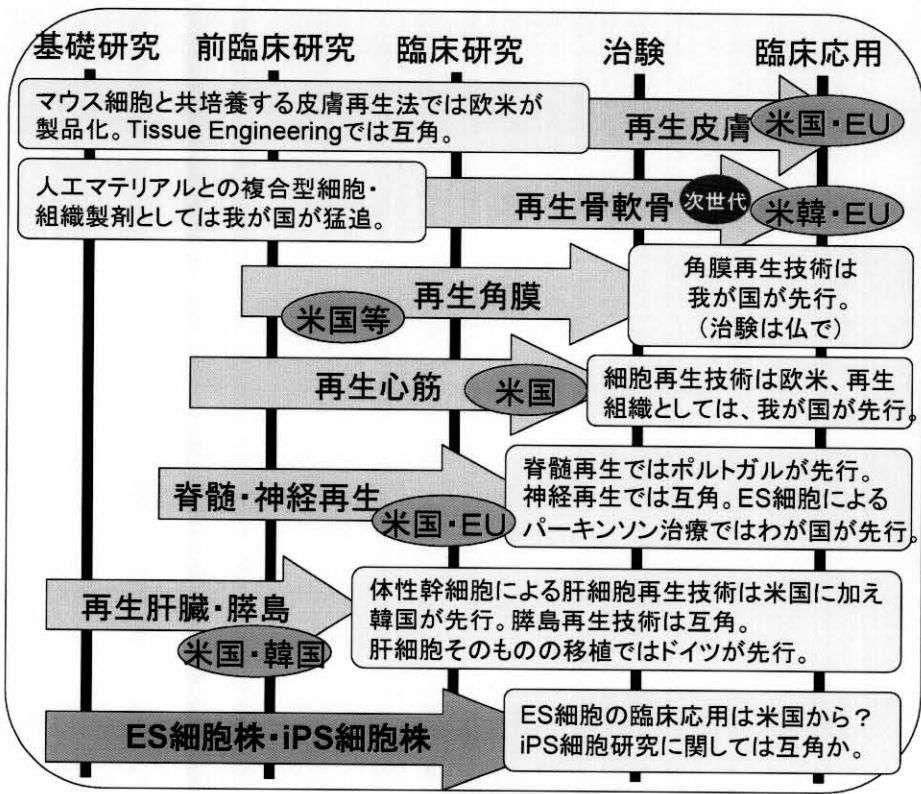 基礎研究 前臨床研究 臨床研究 治験 臨床応用
マウス細胞と共培養する皮膚再生法では欧米が
製品化。Tissue Engineeringでは互角。
再生皮膚
米国・EU
人工マテリアルとの複合型細胞・
組織製剤としては我が国が猛追。
再生骨軟骨
次世代
米韓・EU
再生角膜
米国等
角膜再生技術は
我が国が先行。
(治験は仏で)
再生心筋
米国
細胞再生技術は欧米、再生
組織としては、我が国が先行。
脊髄・神経再生
米国・EU
脊髄再生ではポルトガルが先行。
神経再生では互角。ES細胞による
パーキンソン治療ではわが国が先行。
再生肝臓・膵島
米国・韓国
体性幹細胞による肝細胞再生技術は米国に加え
韓国が先行。膵島再生技術は互角。
肝細胞そのものの移植ではドイツが先行。
ES細胞株・iPS細胞株
ES細胞の臨床応用は米国から？
iPS細胞研究に関しては互角か。